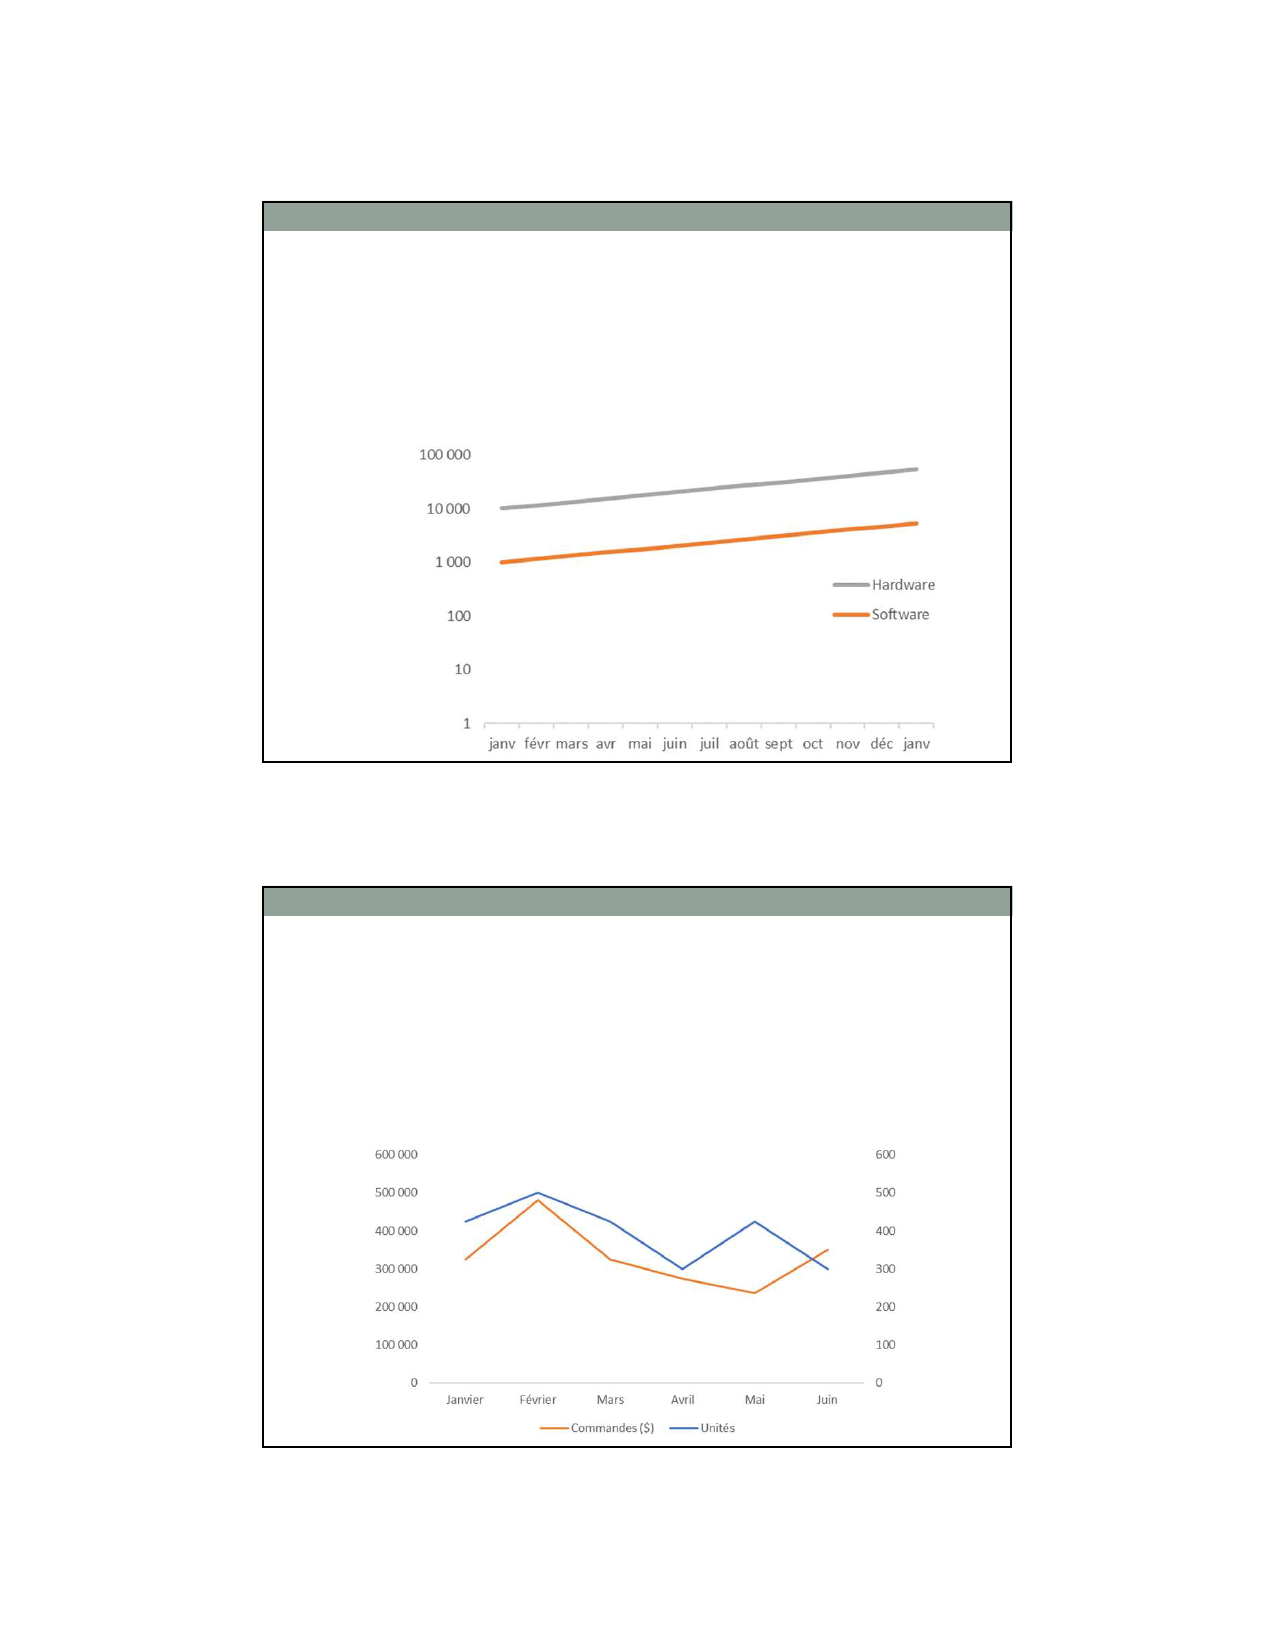 100 000
10 000
1 000
Hardware
100
Software
10
1
janv févr mars avr mai juin juil août sept oct nov déc janv
600 000 600
500 000 500
400 000 400
300 000 300
200 000 200
100 000 100
0 0
Janvier Février Mars Avril Mai Juin
Commandes ($) Unités